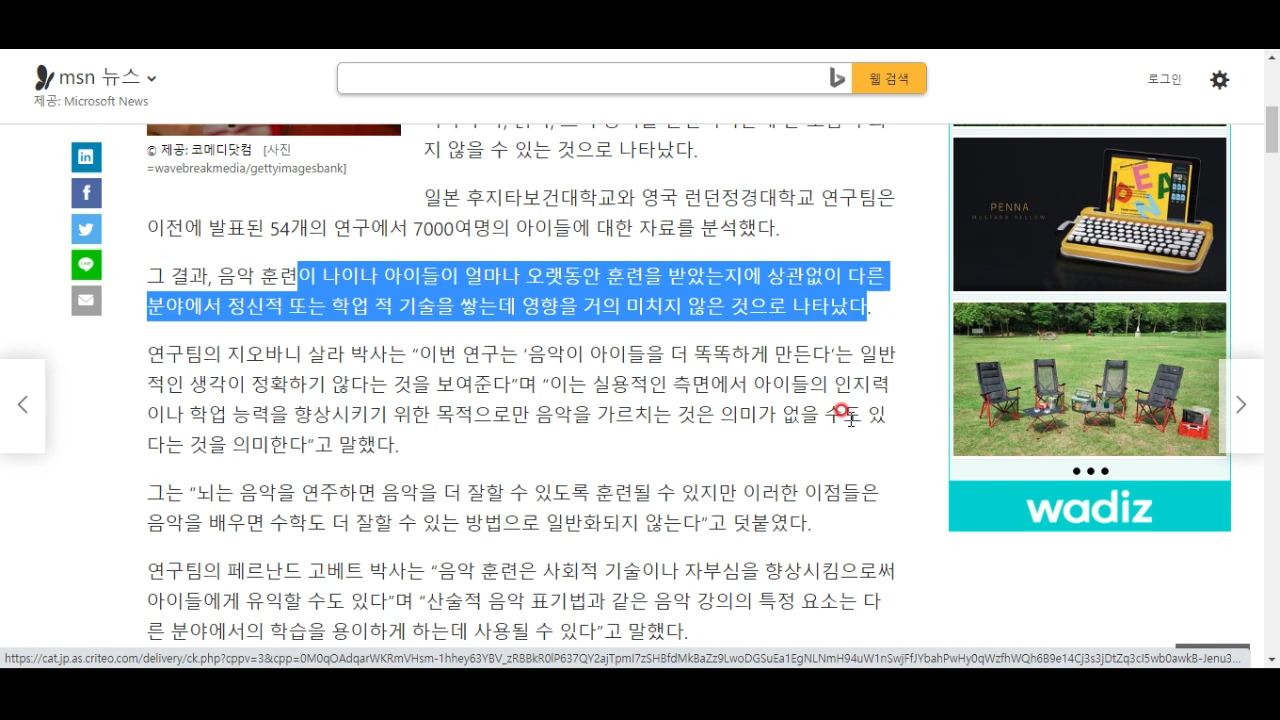 msn 뉴스
제공: Microsoft News
웹 검색
로그인
© 제공: 코메디닷컴 [사진
=wavebreakmedia/gettyimagesbank]
지 않을 수 있는 것으로 나타났다.
일본 후지타보건대학교와 영국 런던정경대학교 연구팀은
이전에 발표된 54개의 연구에서 7000여명의 아이들에 대한 자료를 분석했다.
그 결과, 음악 훈련이 나이나 아이들이 얼마나 오랫동안 훈련을 받았는지에 상관없이 다른
분야에서 정신적 또는 학업 적 기술을 쌓는데 영향을 거의 미치지 않은 것으로 나타났다.
연구팀의 지오바니 살라 박사는 “이번 연구는 ‘음악이 아이들을 더 똑똑하게 만든다’는 일반
적인 생각이 정확하기 않다는 것을 보여준다”며 “이는 실용적인 측면에서 아이들의 인지력
이나 학업 능력을 향상시키기 위한 목적으로만 음악을 가르치는 것은 의미가 없을 수도 있
다는 것을 의미한다”고 말했다.
그는 “뇌는 음악을 연주하면 음악을 더 잘할 수 있도록 훈련될 수 있지만 이러한 이점들은
음악을 배우면 수학도 더 잘할 수 있는 방법으로 일반화되지 않는다”고 덧붙였다.
연구팀의 페르난드 고베트 박사는 “음악 훈련은 사회적 기술이나 자부심을 향상시킴으로써
아이들에게 유익할 수도 있다”며 “산술적 음악 표기법과 같은 음악 강의의 특정 요소는 다
른 분야에서의 학습을 용이하게 하는데 사용될 수 있다”고 말했다.
PENNA
MUSTARD YELLOW
wadiz